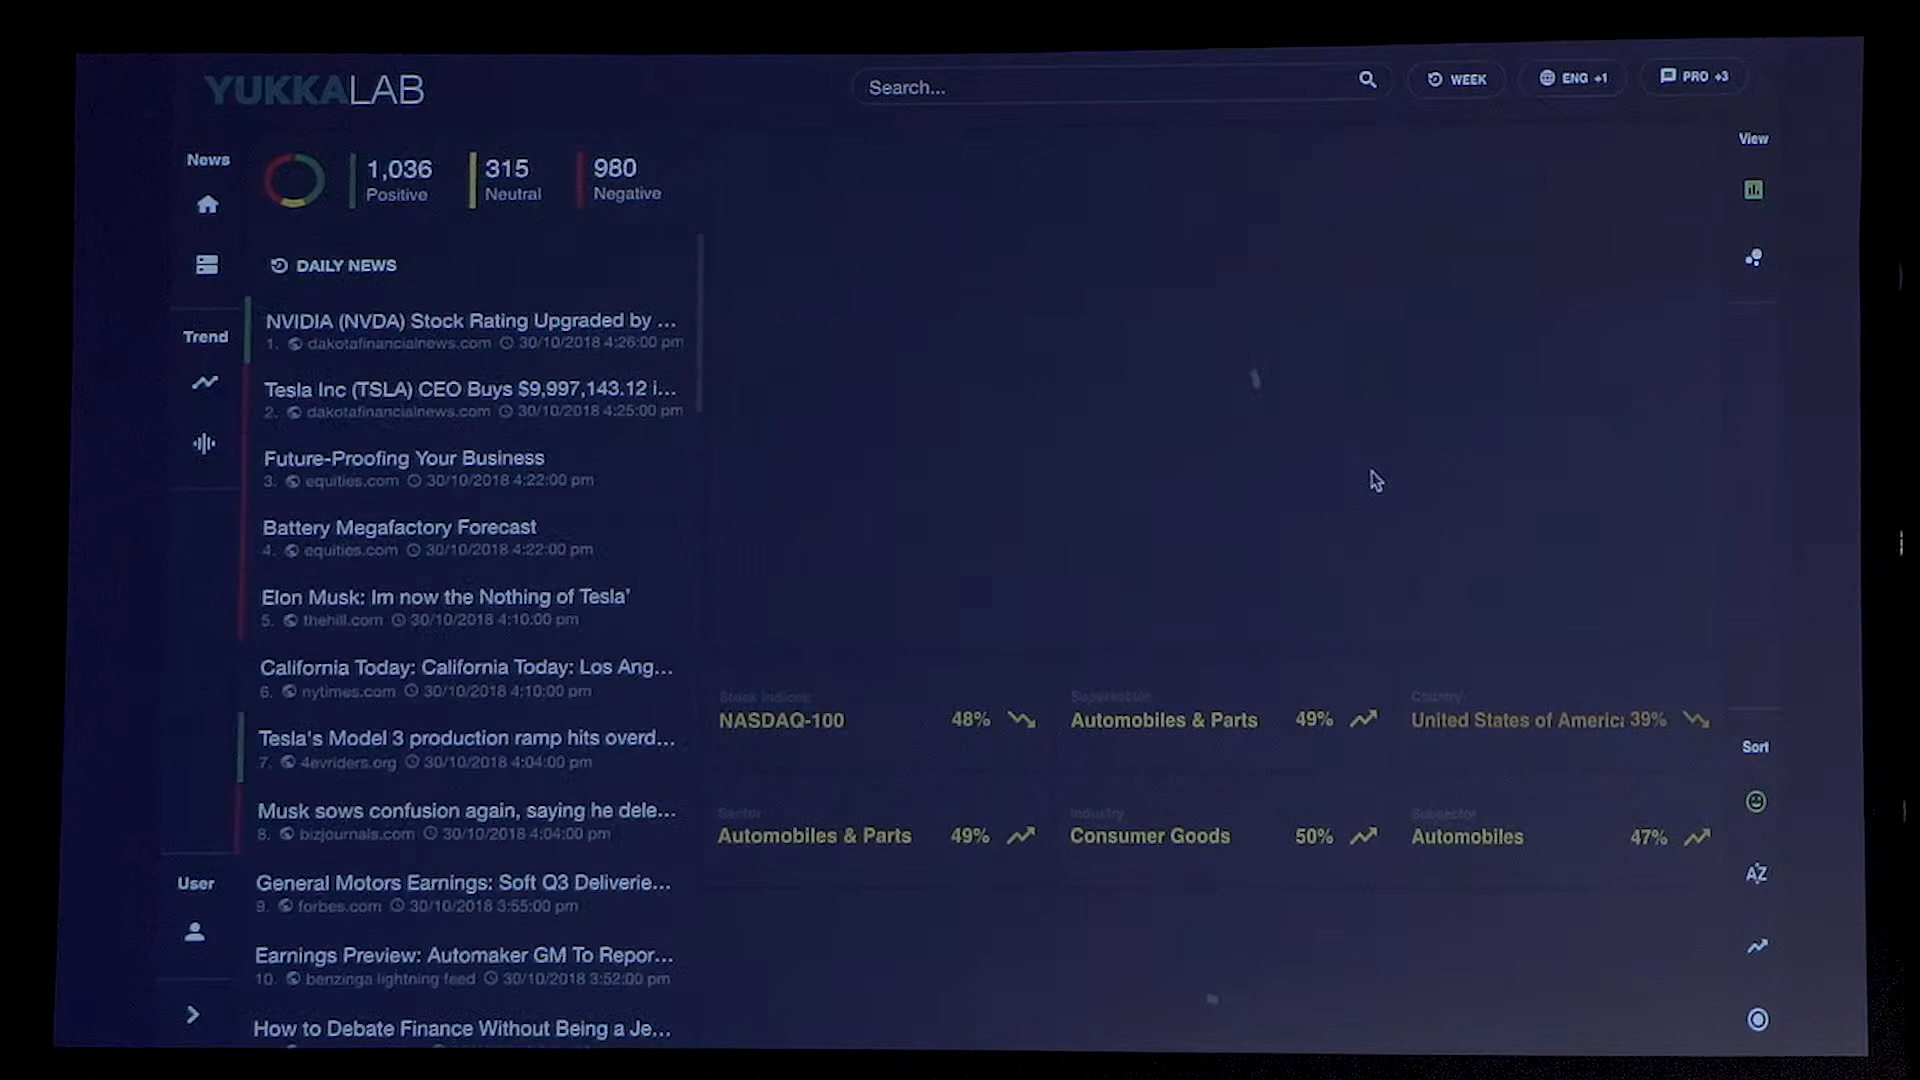 YUKKALAB
Search...
WEEK
ENG +1
PRO +3
News
1,036
Positive
315
Neutral
980
Negative
View
DAILY NEWS
NVIDIA (NVDA) Stock Rating Upgraded by ...
1. dakotafinancialnews.com 30/10/2018 4:26:00 pm
Trend
Tesla Inc (TSLA) CEO Buys $9,997,143.12 i...
2. dakotafinancialnews.com 30/10/2018 4:25:00 pm
Future-Proofing Your Business
3. equities.com 30/10/2018 4:22:00 pm
Battery Megafactory Forecast
4. equities.com 30/10/2018 4:22:00 pm
Elon Musk: Im now the Nothing of Tesla'
5. thehill.com 30/10/2018 4:10:00 pm
California Today: California Today: Los Ang...
6. nytimes.com 30/10/2018 4:10:00 pm
Tesla's Model 3 production ramp hits overd...
7. 4evriders.org 30/10/2018 4:04:00 pm
Musk sows confusion again, saying he dele...
8. bizjournals.com 30/10/2018 4:04:00 pm
User
General Motors Earnings: Soft Q3 Deliverie...
9. forbes.com 30/10/2018 3:55:00 pm
Earnings Preview: Automaker GM To Repor...
10. benzinga lightning feed 30/10/2018 3:52:00 pm
How to Debate Finance Without Being a Je...
Stock Indices
NASDAQ-100 48%
Supersector
Automobiles & Parts 49%
Country
United States of Americ 39%
Sector
Automobiles & Parts 49%
Industry
Consumer Goods 50%
Subsector
Automobiles 47%
Sort
AZ